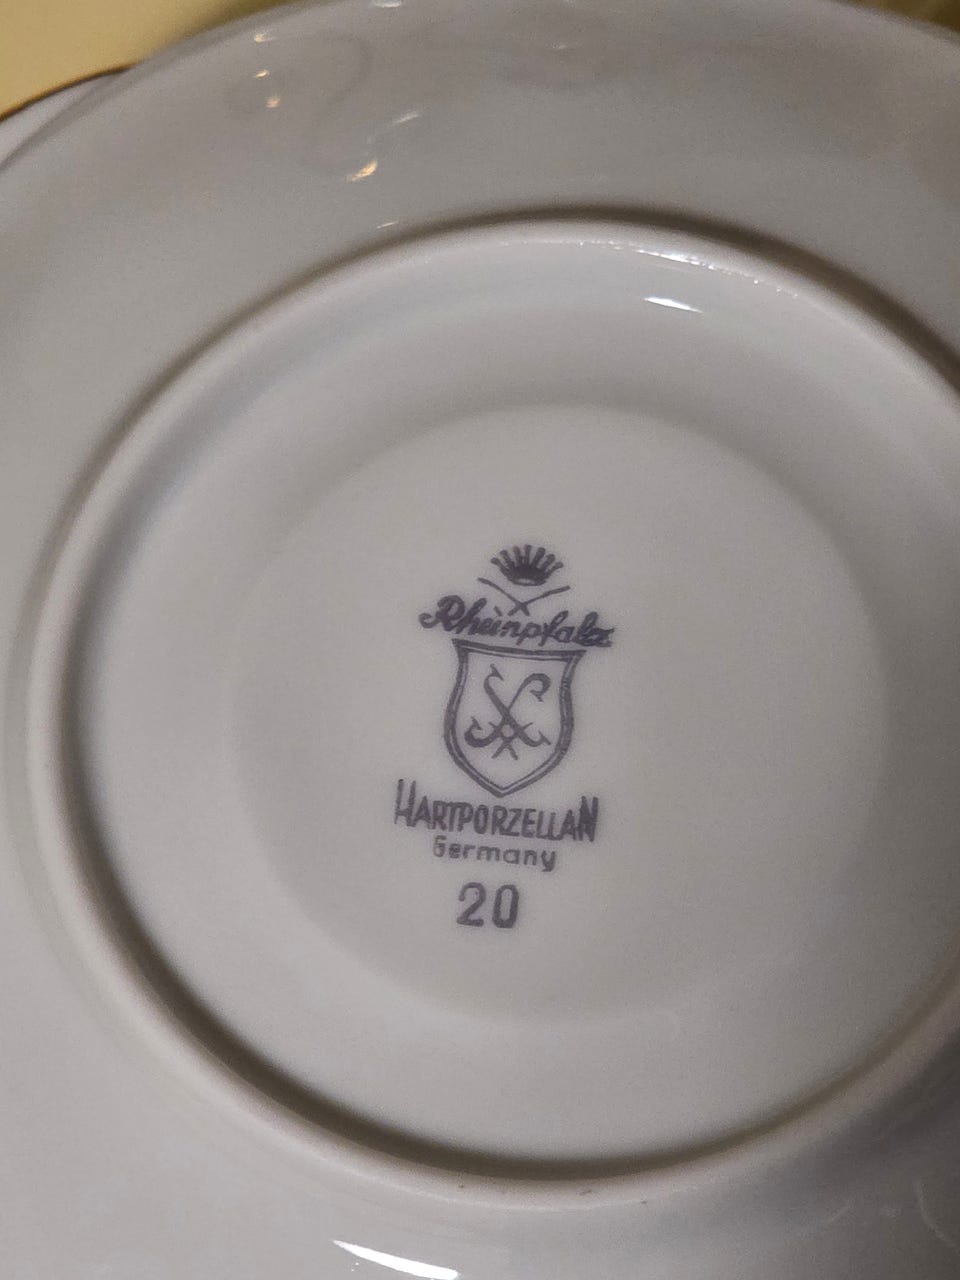 Rheinpfalz
HARTPORZELLAN
Germany
20